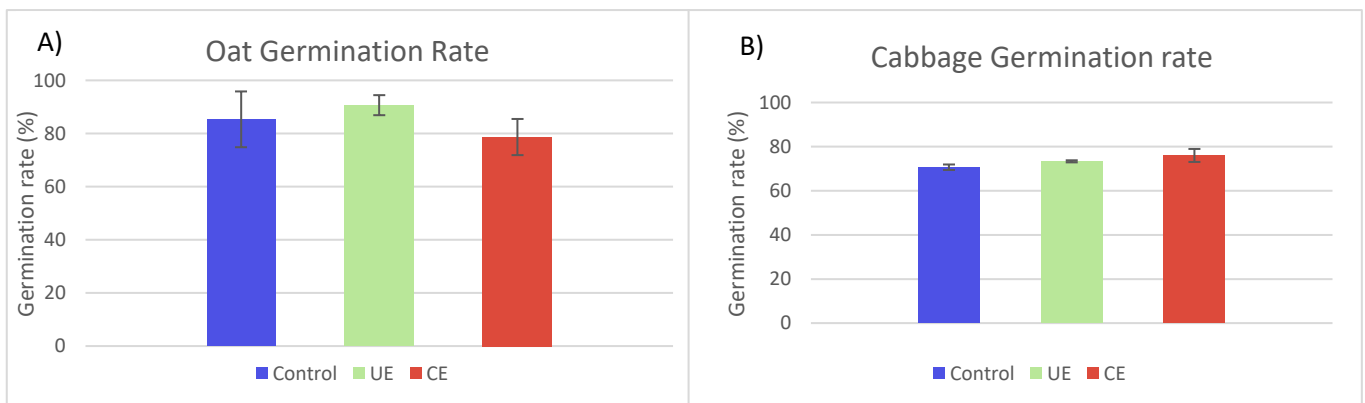 A)
Oat Germination Rate
Germination rate (%)
100
80
60
40
20
0
Control UE CE
B)
Cabbage Germination rate
Germination rate (%)
100
80
60
40
20
0
Control UE CE